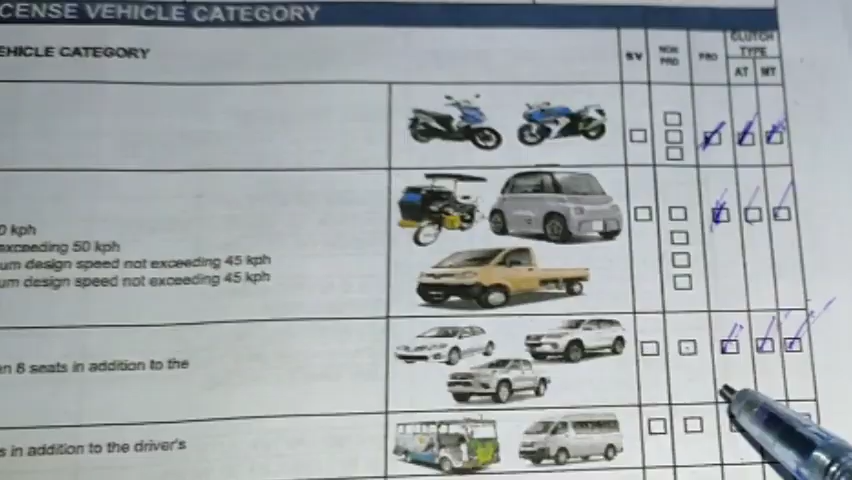 CENSE VEHICLE CATEGORY
EHICLE CATEGORY
SV
NON PRO
PRO
CLUTCH TYPE
AT
MT
0 kph
exceeding 50 kph
um design speed not exceeding 45 kph
um design speed not exceeding 45 kph
n 8 seats in addition to the
s in addition to the driver's